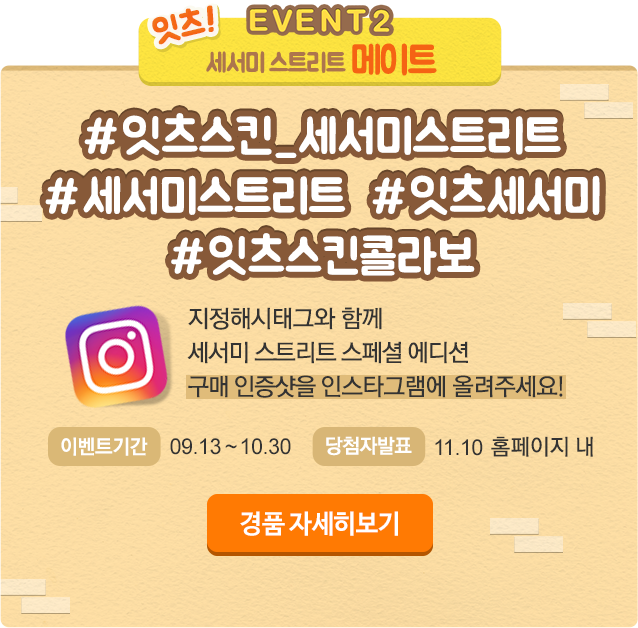 잇츠!
EVENT 2
세서미 스트리트 메이트
#잇츠스킨_세서미스트리트
#세서미스트리트 #잇츠세서미
#잇츠스킨콜라보
지정해시태그와 함께
세서미 스트리트 스페셜 에디션
구매 인증샷을 인스타그램에 올려주세요!
이벤트기간 09.13~10.30 당첨자발표 11.10 홈페이지 내
경품 자세히보기